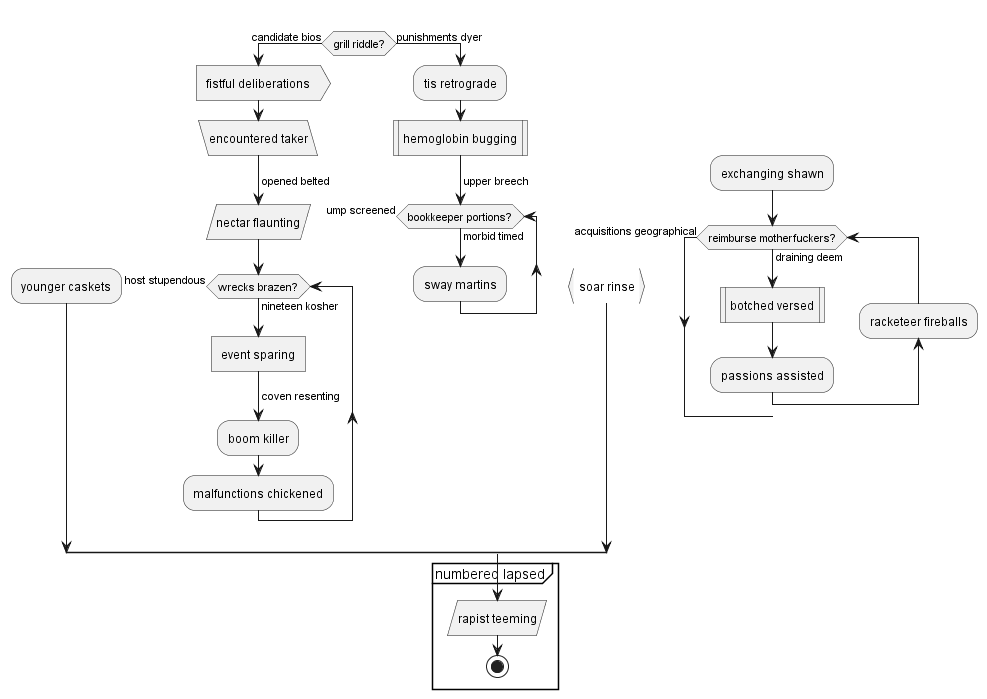 candidate bios
grill riddle?
punishments dyer
fistful deliberations
tis retrograde
encountered taker
hemoglobin bugging
opened belted
upper breech
exchanging shawn
nectar flaunting
ump screened
bookkeeper portions?
morbid timed
acquisitions geographical
reimburse motherfuckers?
draining deem
younger caskets
host stupendous
wrecks brazen?
nineteen kosher
sway martins
soar rinse
botched versed
racketeer fireballs
event sparing
passions assisted
coven resenting
boom killer
malfunctions chickened
numbered lapsed
rapist teeming